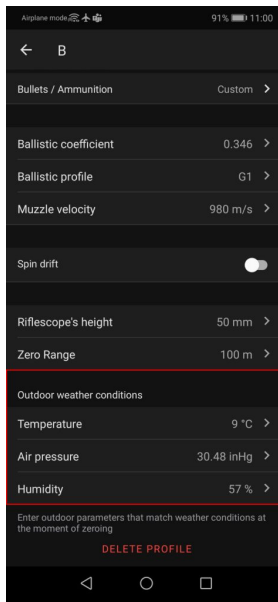 Airplane mode 91% 11:00
B
Bullets / Ammunition Custom
Ballistic coefficient 0.346
Ballistic profile G1
Muzzle velocity 980 m/s
Spin drift
Riflescope's height 50 mm
Zero Range 100 m
Outdoor weather conditions
Temperature 9 °C
Air pressure 30.48 inHg
Humidity 57 %
Enter outdoor parameters that match weather conditions at
the moment of zeroing
DELETE PROFILE